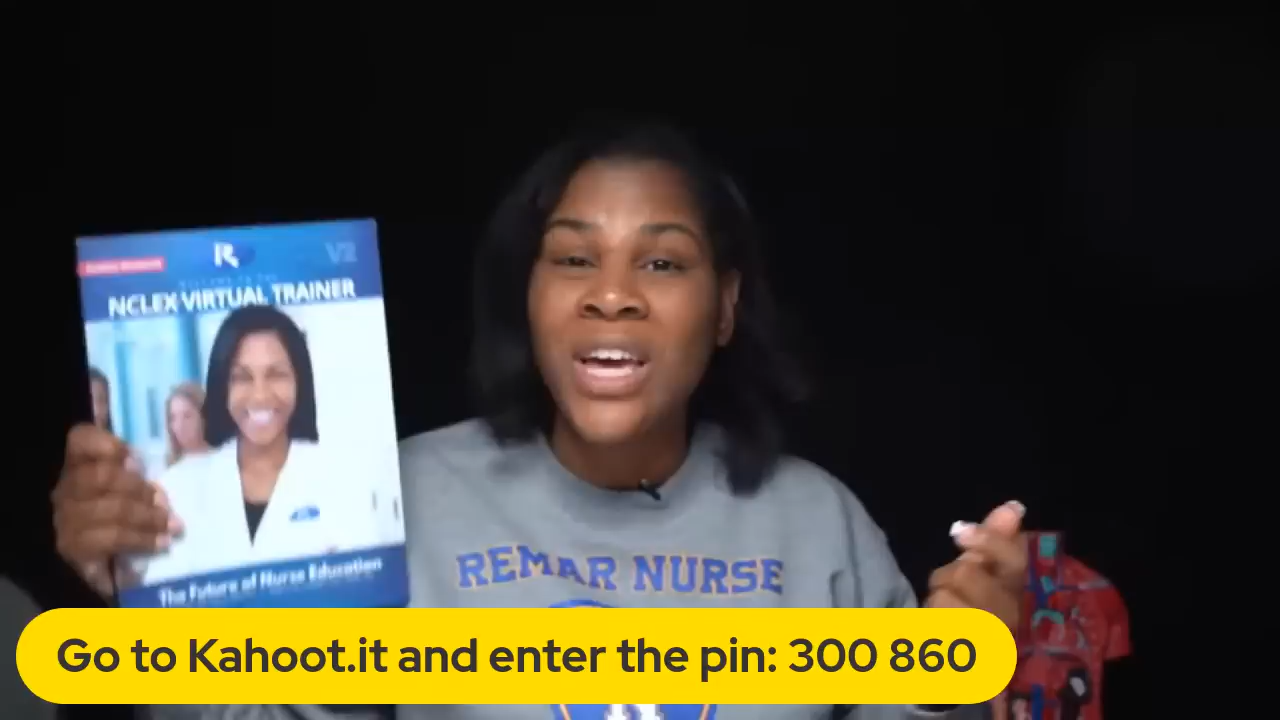 R
V2
NCLEX VIRTUAL TRAINER
The Future of Nurse Education
REMAR NURSE
Go to Kahoot.it and enter the pin: 300 860